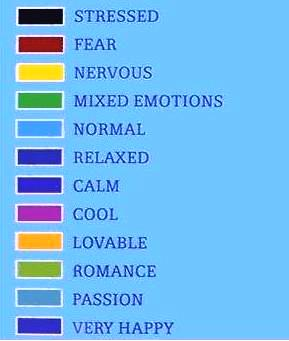 STRESSED
FEAR
NERVOUS
MIXED EMOTIONS
NORMAL
RELAXED
CALM
COOL
LOVABLE
ROMANCE
PASSION
VERY HAPPY